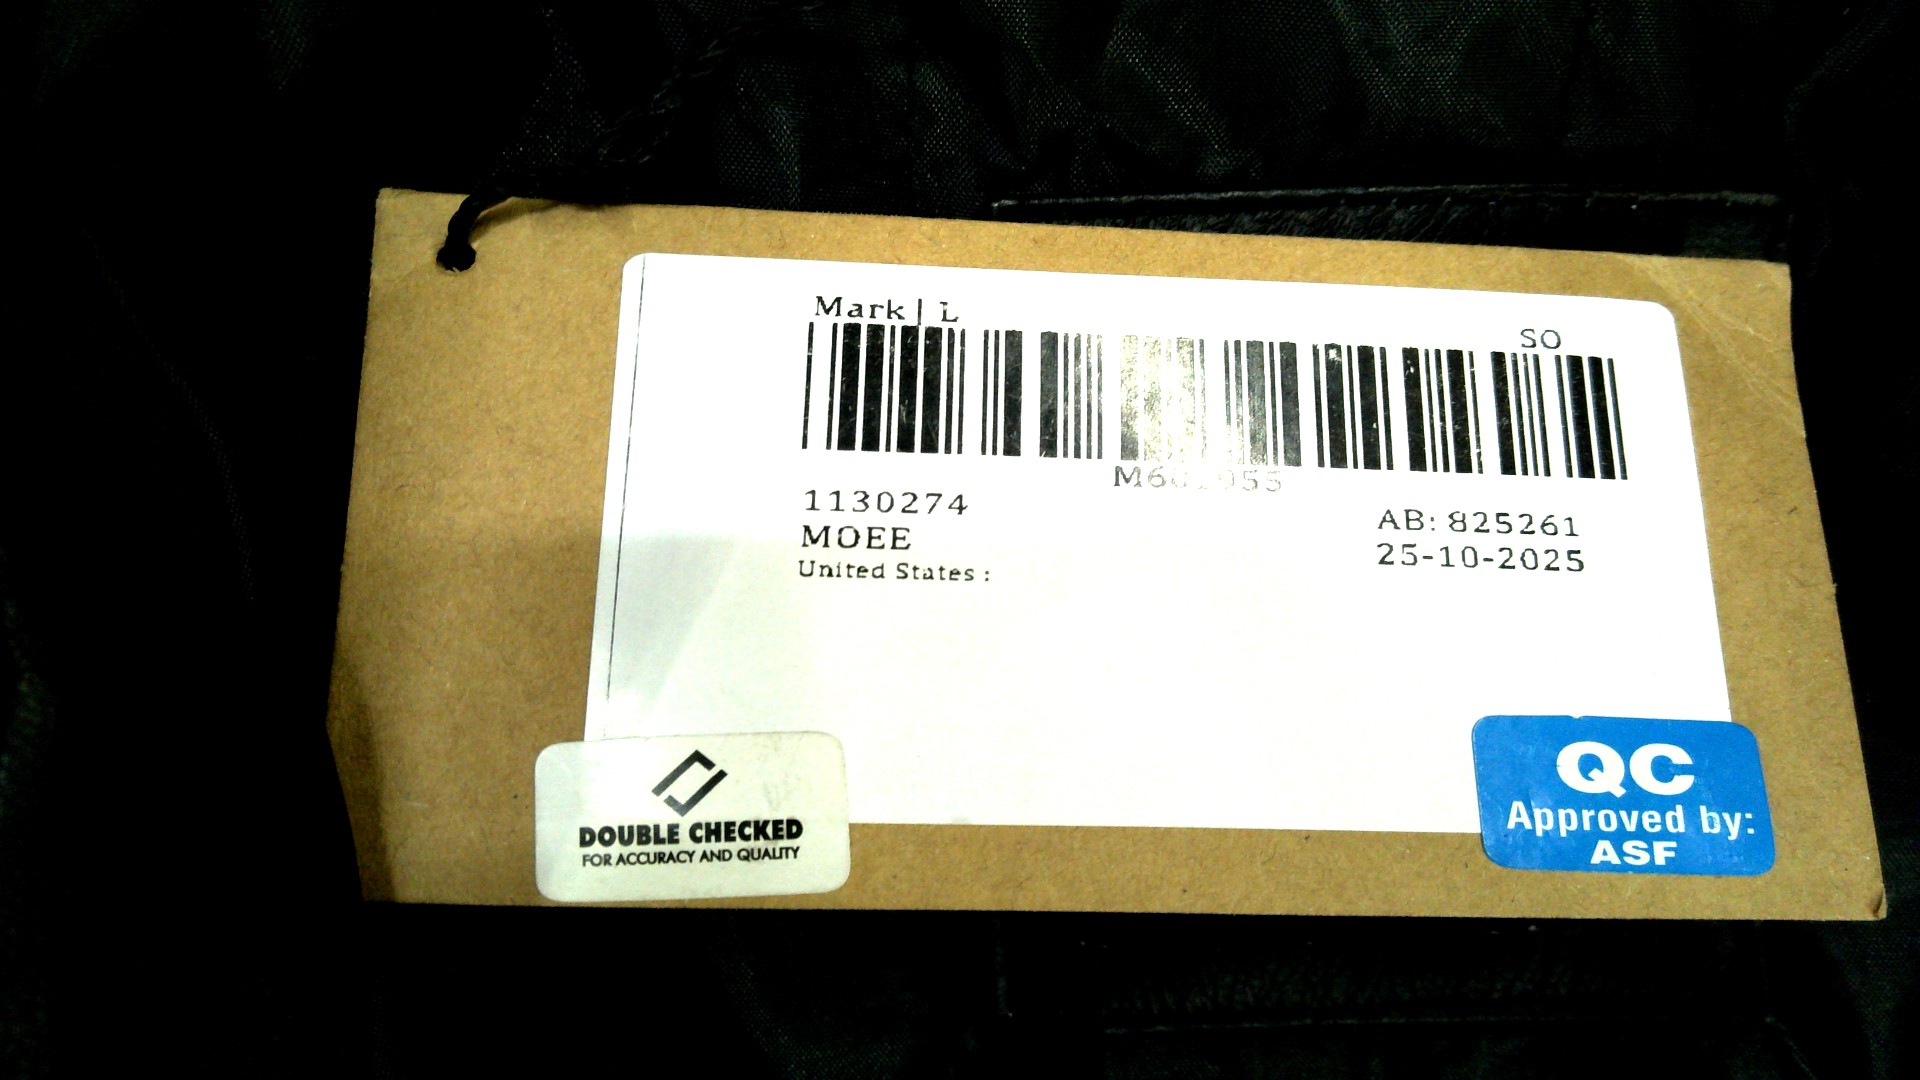 Mark| L
SO
1130274
MOEE
United States :
AB: 825261
25-10-2025
DOUBLE CHECKED
FOR ACCURACY AND QUALITY
QC
Approved by:
ASF